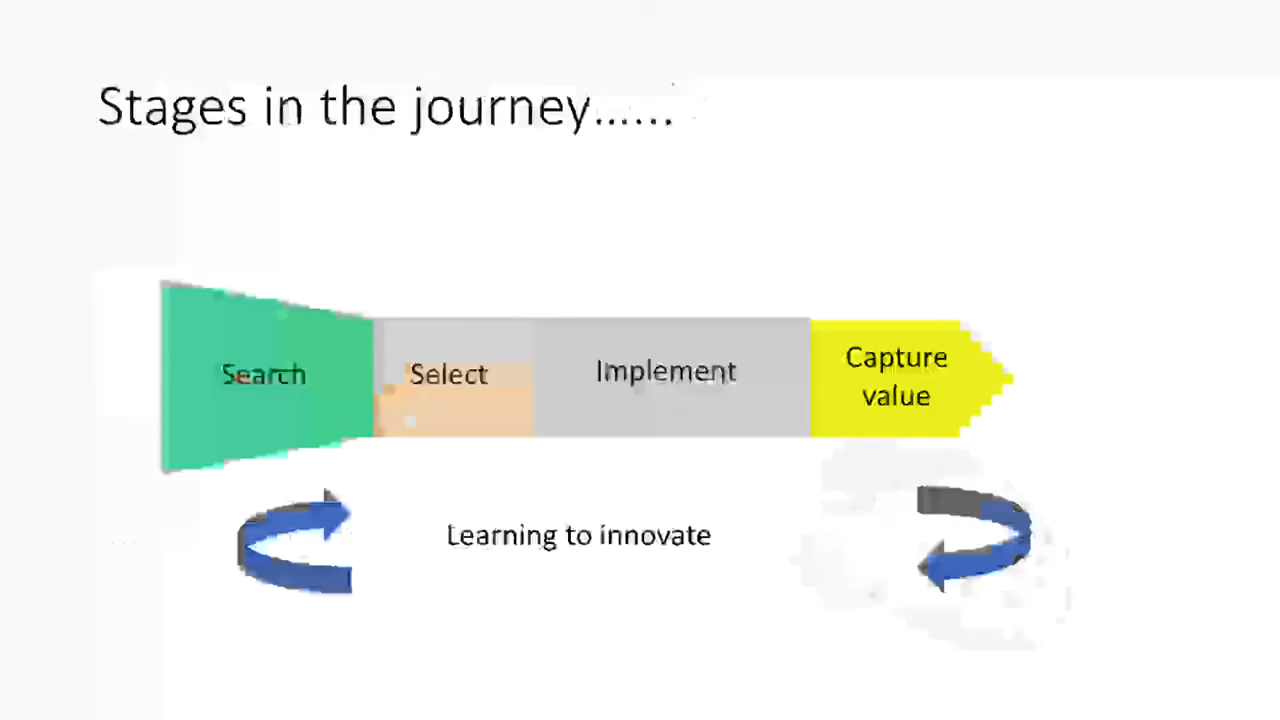 Stages in the journey......
Search
Select
Implement
Capture
value
Learning to innovate